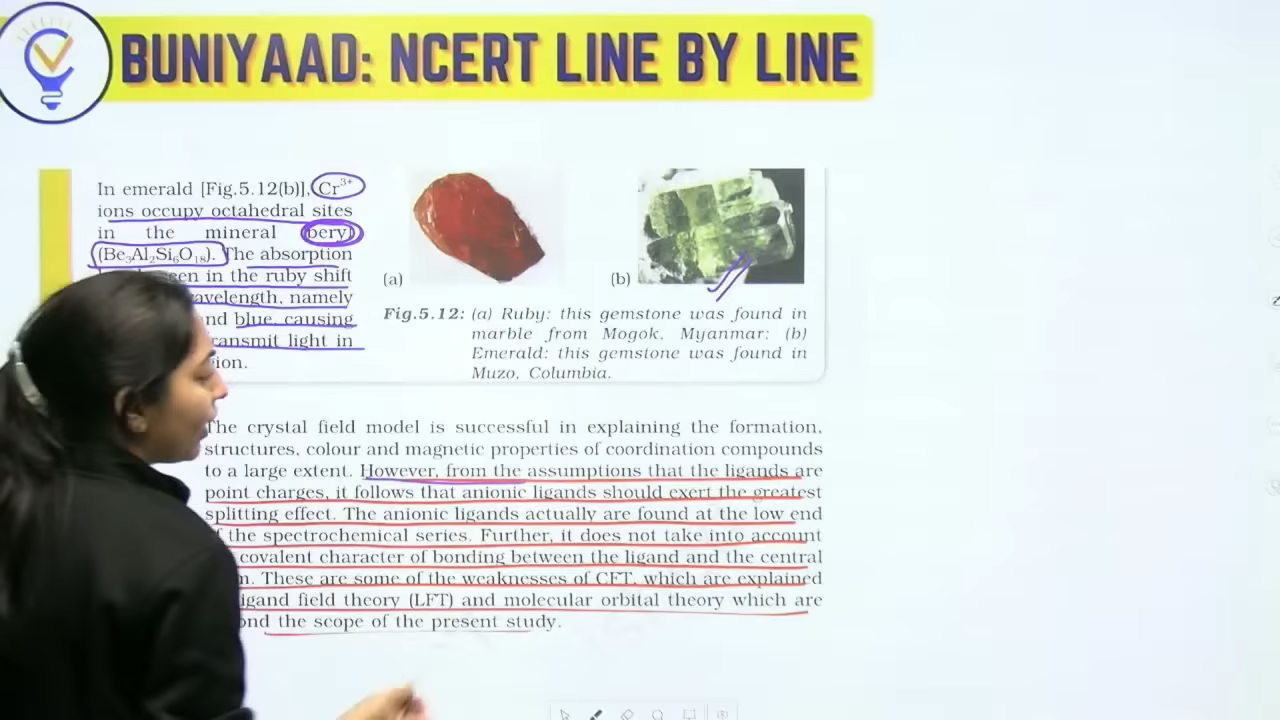 BUNIYAAD: NCERT LINE BY LINE
In emerald [Fig.5.12(b)], Cr³⁺
ions occupy octahedral sites
in the mineral beryl
(Be₃Al₂Si₆O₁₈). The absorption
seen in the ruby shift
wavelength, namely
and blue, causing
transmit light in
(a)
(b)
Fig.5.12: (a) Ruby: this gemstone was found in
marble from Mogok, Myanmar; (b)
Emerald: this gemstone was found in
Muzo, Columbia.
The crystal field model is successful in explaining the formation,
structures, colour and magnetic properties of coordination compounds
to a large extent. However, from the assumptions that the ligands are
point charges, it follows that anionic ligands should exert the greatest
splitting effect. The anionic ligands actually are found at the low end
of the spectrochemical series. Further, it does not take into account
covalent character of bonding between the ligand and the central
These are some of the weaknesses of CFT, which are explained
ligand field theory (LFT) and molecular orbital theory which are
the scope of the present study.